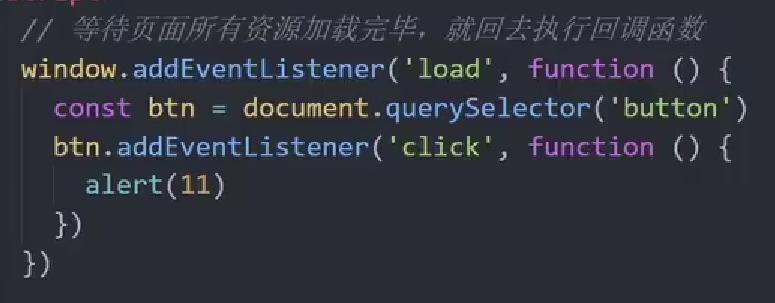 // 等待页面所有资源加载完毕，就回去执行回调函数
window.addEventListener('load', function () {
  const btn = document.querySelector('button')
  btn.addEventListener('click', function () {
    alert(11)
  })
})